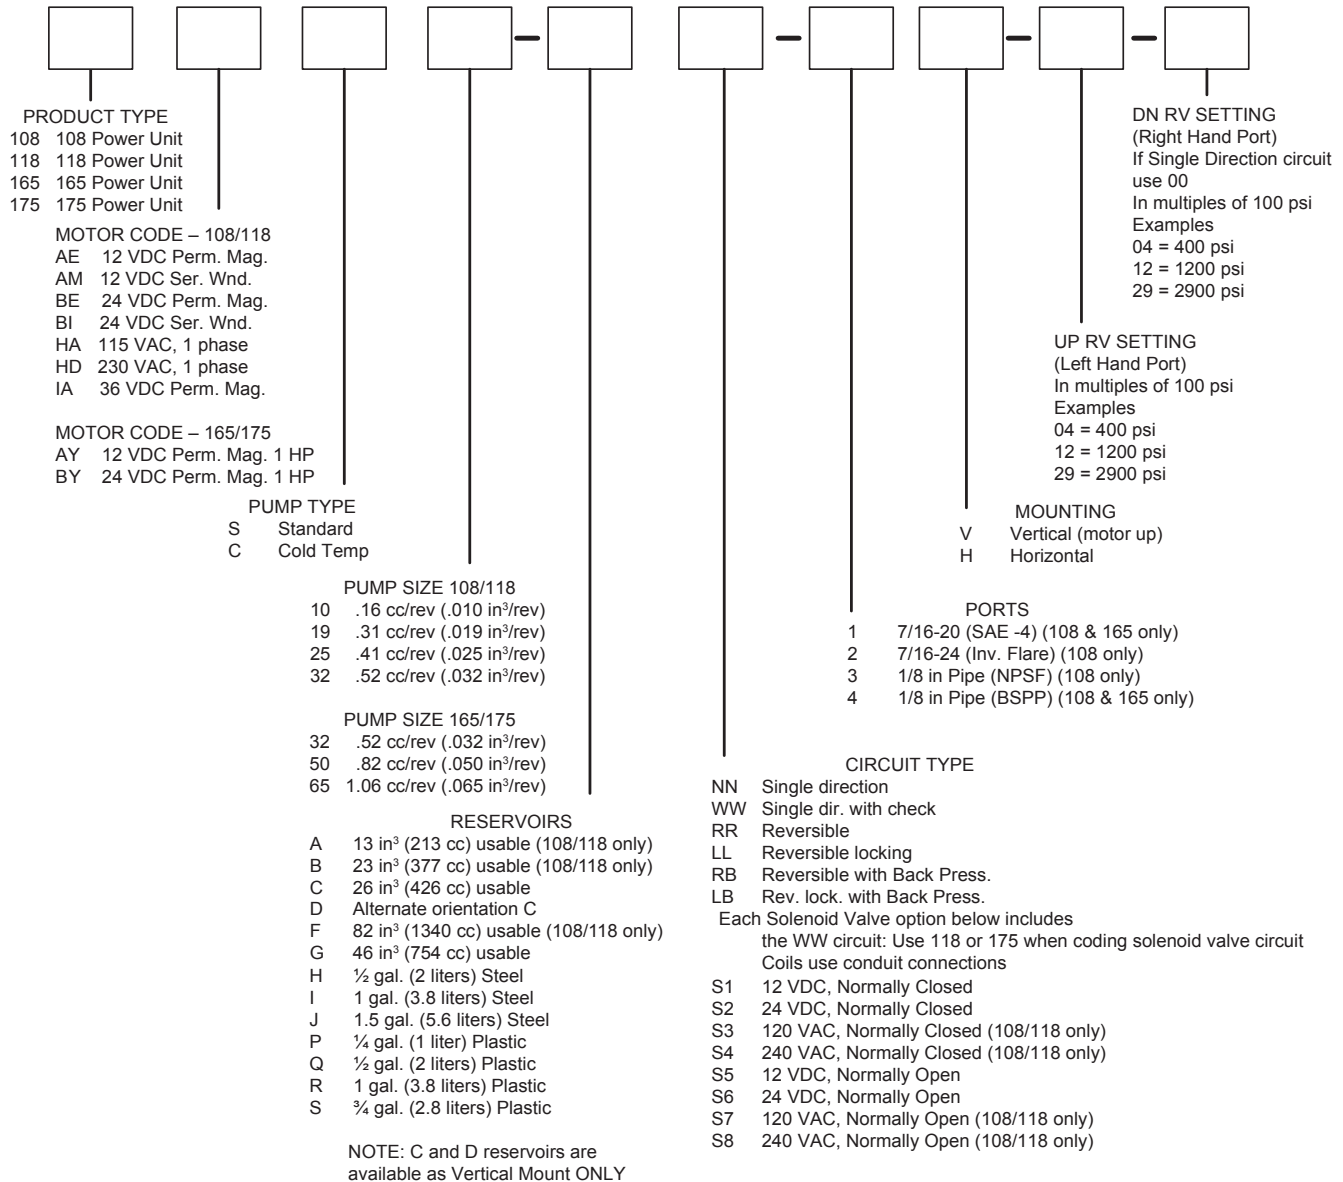 PRODUCT TYPE
108 108 Power Unit
118 118 Power Unit
165 165 Power Unit
175 175 Power Unit
MOTOR CODE – 108/118
AE 12 VDC Perm. Mag.
AM 12 VDC Ser. Wnd.
BE 24 VDC Perm. Mag.
BI 24 VDC Ser. Wnd.
HA 115 VAC, 1 phase
HD 230 VAC, 1 phase
IA 36 VDC Perm. Mag.
MOTOR CODE – 165/175
AY 12 VDC Perm. Mag. 1 HP
BY 24 VDC Perm. Mag. 1 HP
PUMP TYPE
S Standard
C Cold Temp
PUMP SIZE 108/118
10 .16 cc/rev (.010 in³/rev)
19 .31 cc/rev (.019 in³/rev)
25 .41 cc/rev (.025 in³/rev)
32 .52 cc/rev (.032 in³/rev)
PUMP SIZE 165/175
32 .52 cc/rev (.032 in³/rev)
50 .82 cc/rev (.050 in³/rev)
65 1.06 cc/rev (.065 in³/rev)
RESERVOIRS
A 13 in³ (213 cc) usable (108/118 only)
B 23 in³ (377 cc) usable (108/118 only)
C 26 in³ (426 cc) usable
D Alternate orientation C
F 82 in³ (1340 cc) usable (108/118 only)
G 46 in³ (754 cc) usable
H ½ gal. (2 liters) Steel
I 1 gal. (3.8 liters) Steel
J 1.5 gal. (5.6 liters) Steel
P ¼ gal. (1 liter) Plastic
Q ½ gal. (2 liters) Plastic
R 1 gal. (3.8 liters) Plastic
S ¾ gal. (2.8 liters) Plastic
NOTE: C and D reservoirs are
available as Vertical Mount ONLY
CIRCUIT TYPE
NN Single direction
WW Single dir. with check
RR Reversible
LL Reversible locking
RB Reversible with Back Press.
LB Rev. lock. with Back Press.
Each Solenoid Valve option below includes
the WW circuit: Use 118 or 175 when coding solenoid valve circuit
Coils use conduit connections
S1 12 VDC, Normally Closed
S2 24 VDC, Normally Closed
S3 120 VAC, Normally Closed (108/118 only)
S4 240 VAC, Normally Closed (108/118 only)
S5 12 VDC, Normally Open
S6 24 VDC, Normally Open
S7 120 VAC, Normally Open (108/118 only)
S8 240 VAC, Normally Open (108/118 only)
PORTS
1 7/16-20 (SAE -4) (108 & 165 only)
2 7/16-24 (Inv. Flare) (108 only)
3 1/8 in Pipe (NPSF) (108 only)
4 1/8 in Pipe (BSPP) (108 & 165 only)
MOUNTING
V Vertical (motor up)
H Horizontal
UP RV SETTING
(Left Hand Port)
In multiples of 100 psi
Examples
04 = 400 psi
12 = 1200 psi
29 = 2900 psi
DN RV SETTING
(Right Hand Port)
If Single Direction circuit
use 00
In multiples of 100 psi
Examples
04 = 400 psi
12 = 1200 psi
29 = 2900 psi